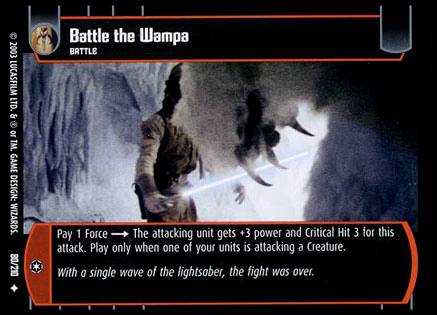 Battle the Wampa
BATTLE
© 2003 LUCASFILM LTD. & ® or TM. GAME DESIGN: WIZARDS.
80/210
Pay 1 Force → The attacking unit gets +3 power and Critical Hit 3 for this
attack. Play only when one of your units is attacking a Creature.
With a single wave of the lightsaber, the fight was over.